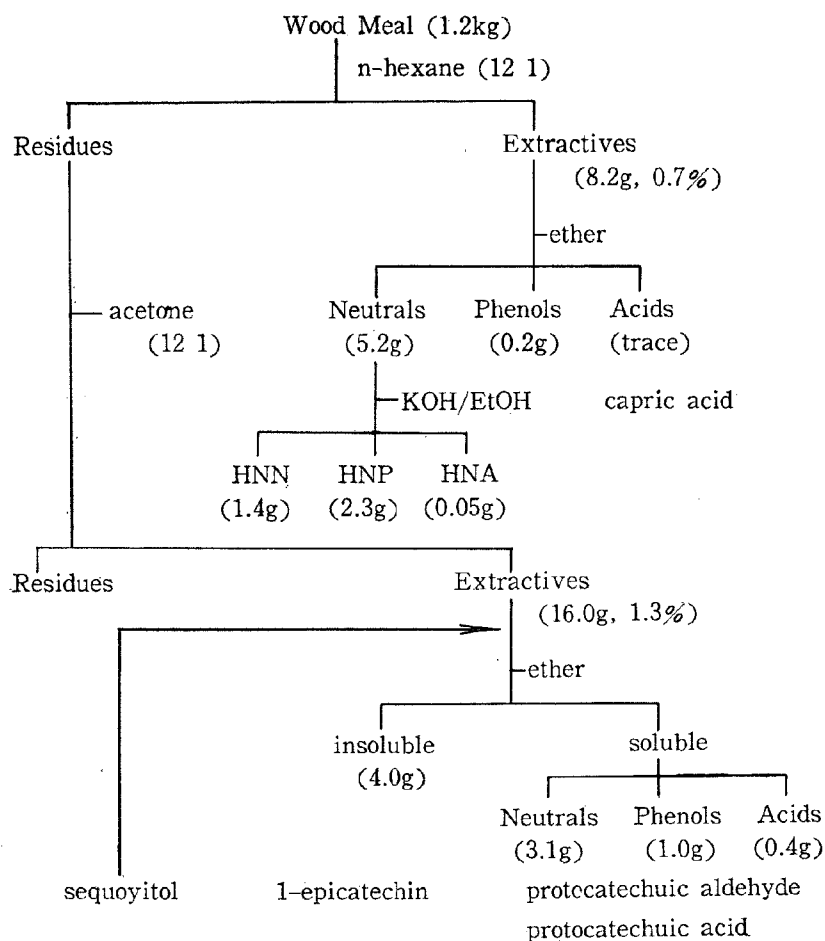 Wood Meal (1.2kg)
n-hexane (12 1)
Residues
Extractives
(8.2g, 0.7%)
ether
acetone
(12 1)
Neutrals
(5.2g)
Phenols
(0.2g)
Acids
(trace)
KOH/EtOH
capric acid
HNN
(1.4g)
HNP
(2.3g)
HNA
(0.05g)
Residues
Extractives
(16.0g, 1.3%)
ether
insoluble
(4.0g)
soluble
Neutrals
(3.1g)
Phenols
(1.0g)
Acids
(0.4g)
sequoyitol
1-epicatechin
protocatechuic aldehyde
protocatechuic acid